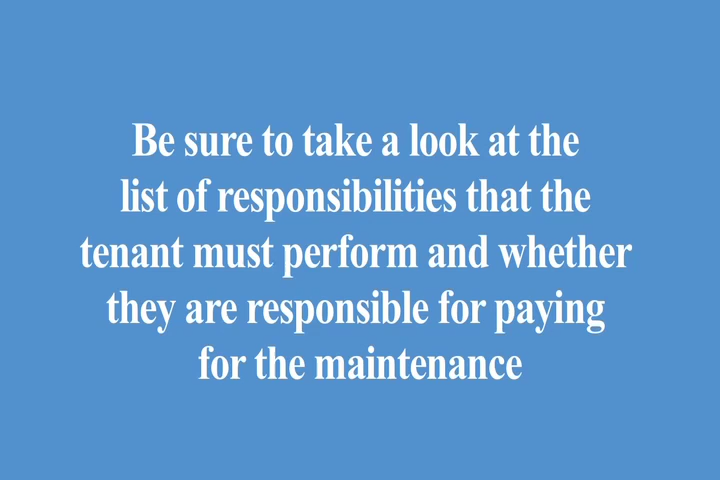 Be sure to take a look at the
list of responsibilities that the
tenant must perform and whether
they are responsible for paying
for the maintenance